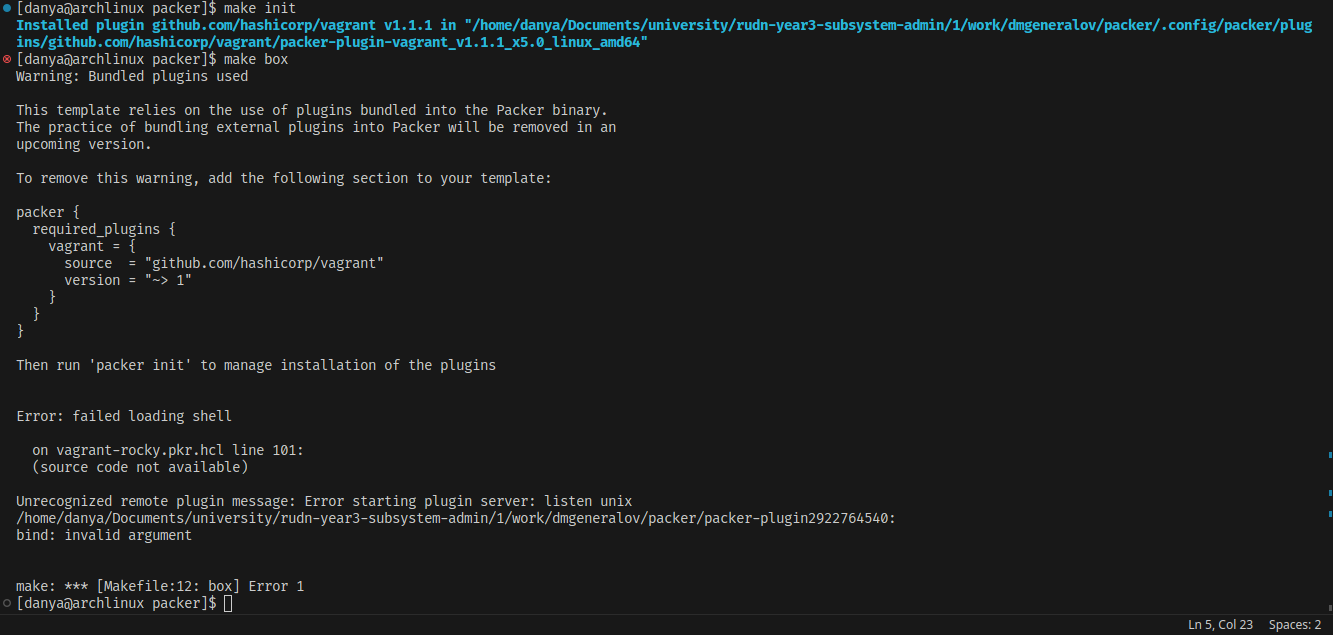 [danya@archlinux packer]$ make init
Installed plugin github.com/hashicorp/vagrant v1.1.1 in "/home/danya/Documents/university/rudn-year3-subsystem-admin/1/work/dmgeneralov/packer/.config/packer/plug
ins/github.com/hashicorp/vagrant/packer-plugin-vagrant_v1.1.1_x5.0_linux_amd64"
[danya@archlinux packer]$ make box
Warning: Bundled plugins used

This template relies on the use of plugins bundled into the Packer binary.
The practice of bundling external plugins into Packer will be removed in an
upcoming version.

To remove this warning, add the following section to your template:

packer {
  required_plugins {
    vagrant = {
      source  = "github.com/hashicorp/vagrant"
      version = "~> 1"
    }
  }
}

Then run 'packer init' to manage installation of the plugins

Error: failed loading shell

  on vagrant-rocky.pkr.hcl line 101:
  (source code not available)

Unrecognized remote plugin message: Error starting plugin server: listen unix
/home/danya/Documents/university/rudn-year3-subsystem-admin/1/work/dmgeneralov/packer/packer-plugin2922764540:
bind: invalid argument

make: *** [Makefile:12: box] Error 1
[danya@archlinux packer]$
Ln 5, Col 23 Spaces: 2